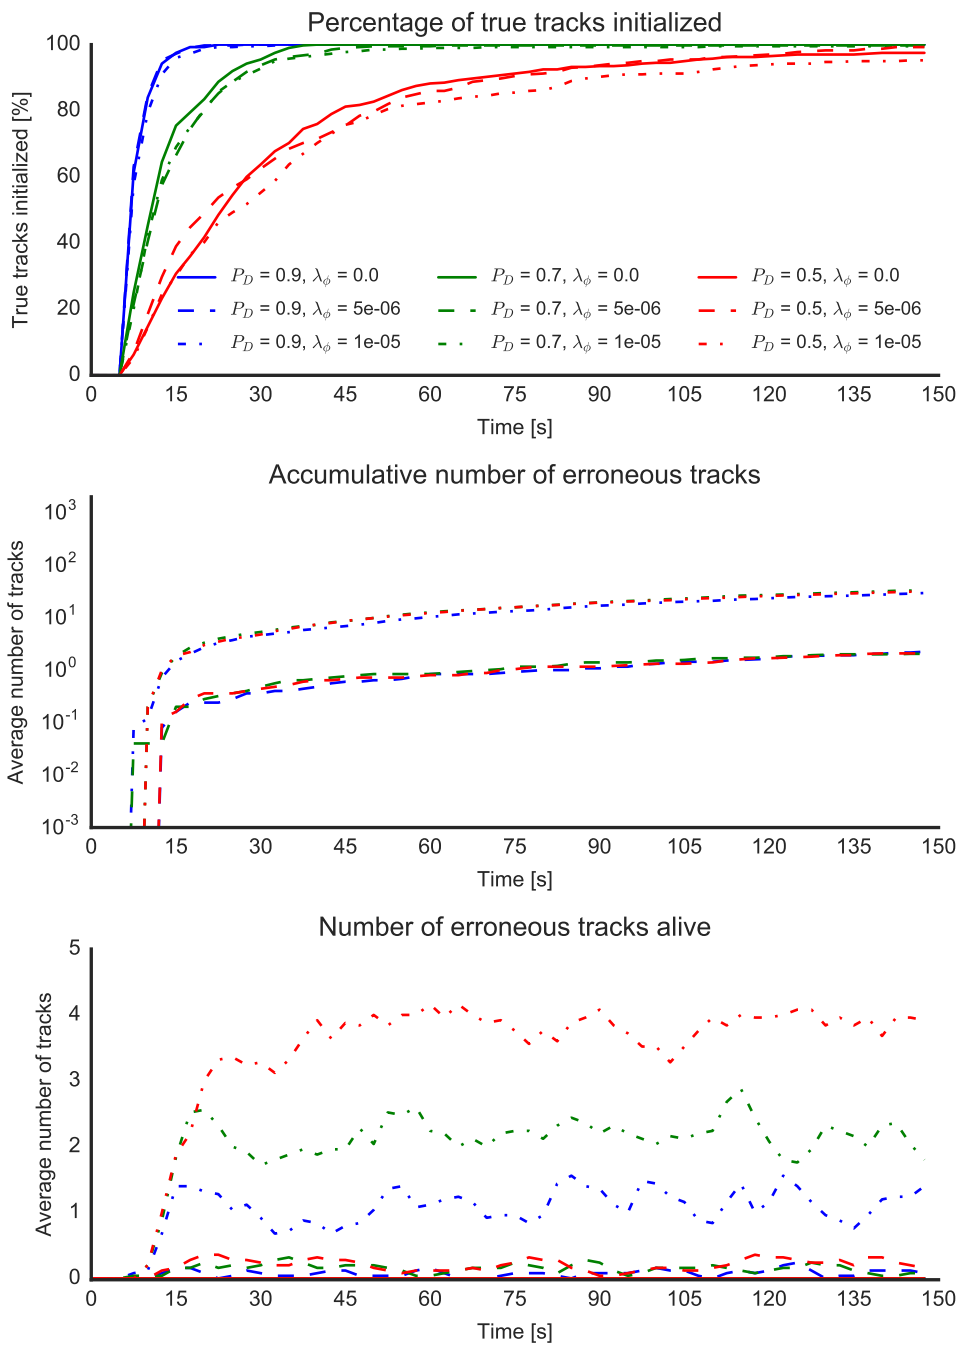 Percentage of true tracks initialized
True tracks initialized [%]
100
80
60
40
20
0
P_D = 0.9, λ_ϕ = 0.0
P_D = 0.7, λ_ϕ = 0.0
P_D = 0.5, λ_ϕ = 0.0
P_D = 0.9, λ_ϕ = 5e-06
P_D = 0.7, λ_ϕ = 5e-06
P_D = 0.5, λ_ϕ = 5e-06
P_D = 0.9, λ_ϕ = 1e-05
P_D = 0.7, λ_ϕ = 1e-05
P_D = 0.5, λ_ϕ = 1e-05
0 15 30 45 60 75 90 105 120 135 150
Time [s]
Accumulative number of erroneous tracks
Average number of tracks
10^3
10^2
10^1
10^0
10^-1
10^-2
10^-3
0 15 30 45 60 75 90 105 120 135 150
Time [s]
Number of erroneous tracks alive
Average number of tracks
5
4
3
2
1
0
0 15 30 45 60 75 90 105 120 135 150
Time [s]